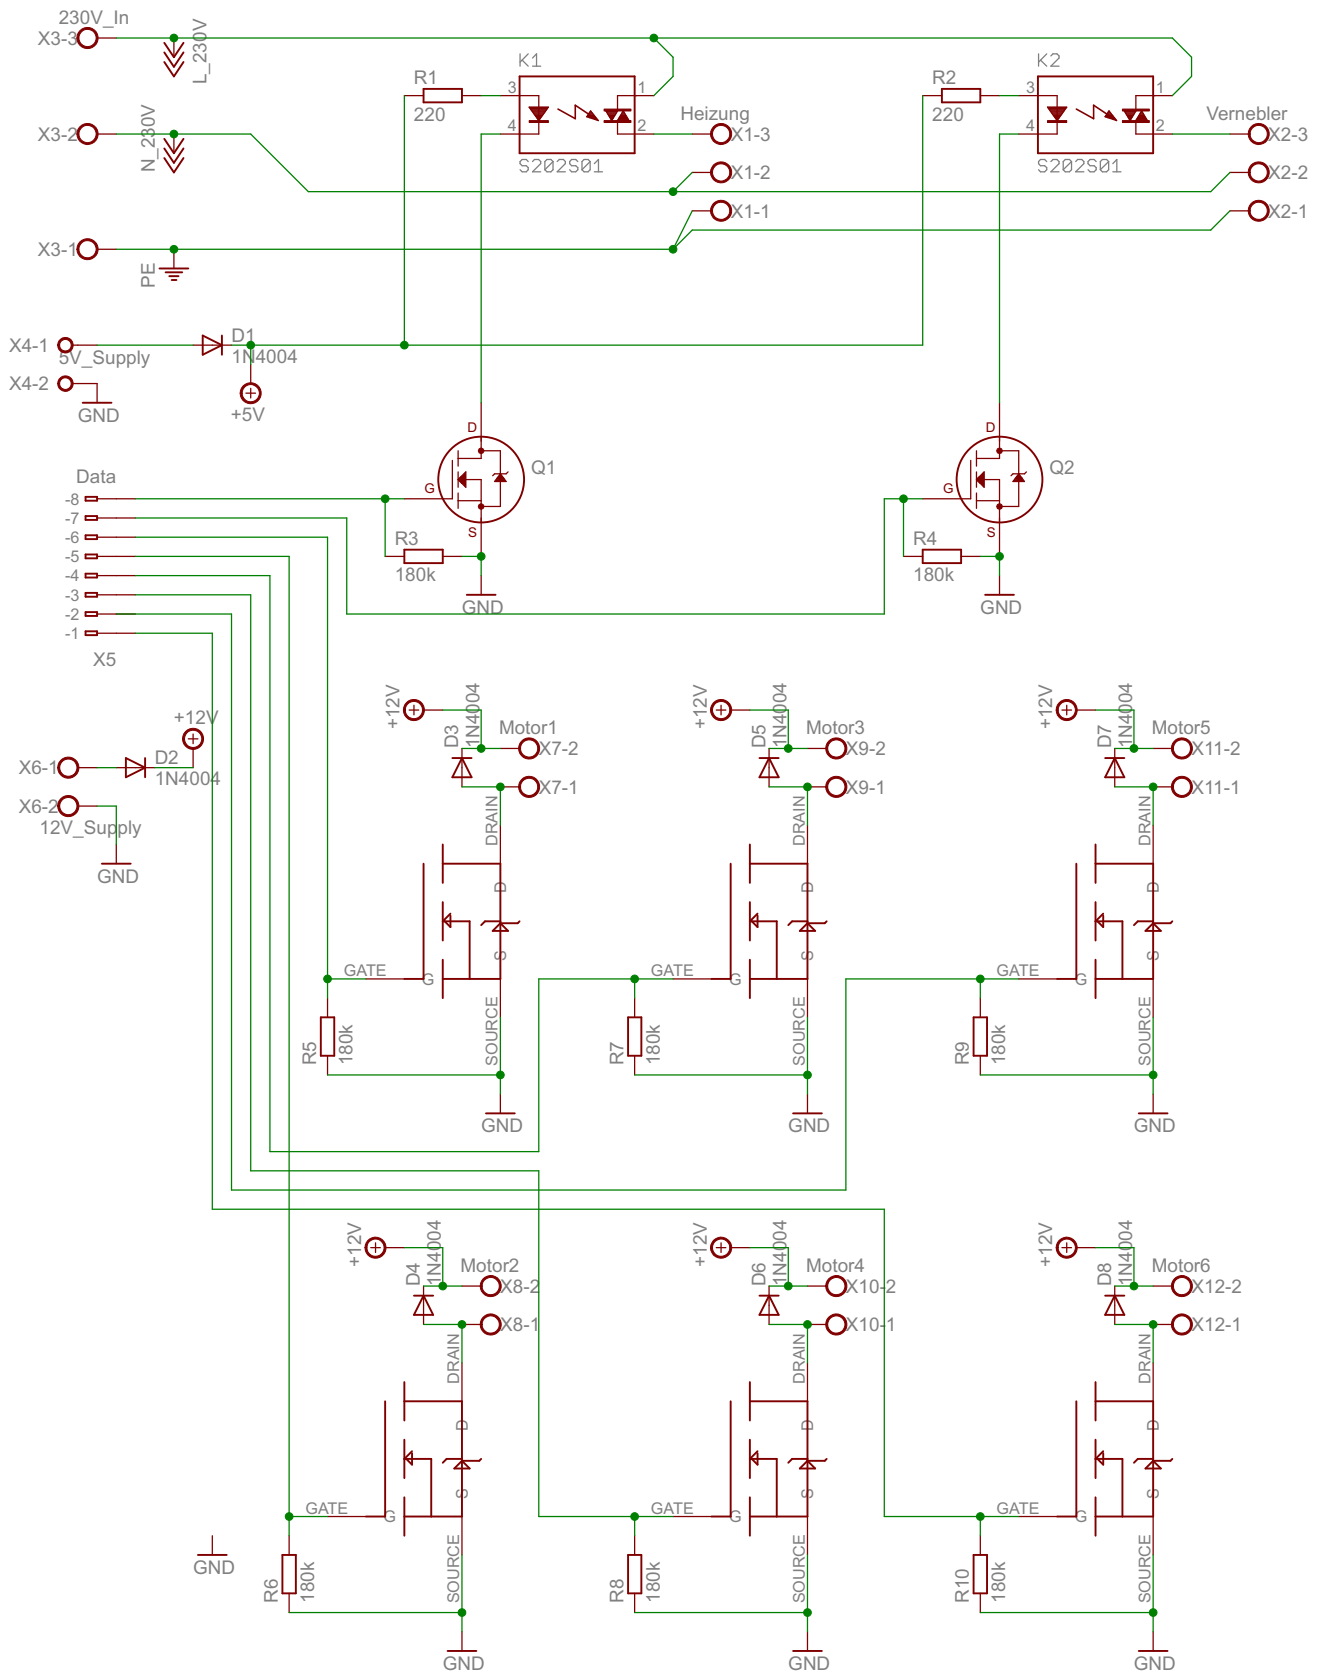 230V_In
X3-3
L_230V
K1
K2
R1
220
3
1
4
2
S202S01
Heizung
X1-3
X1-2
X1-1
R2
220
3
1
4
2
S202S01
Vernebler
X2-3
X2-2
X2-1
X3-2
N_230V
X3-1
PE
X4-1
5V_Supply
D1
1N4004
X4-2
GND
+5V
Data
-8
-7
-6
-5
-4
-3
-2
-1
X5
D
G
S
Q1
R3
180k
GND
D
G
S
Q2
R4
180k
GND
+12V
X6-1
D2
1N4004
X6-2
12V_Supply
GND
+12V
D3
1N4004
Motor1
X7-2
X7-1
DRAIN
D
S
GATE
G
SOURCE
R5
180k
GND
+12V
D5
1N4004
Motor3
X9-2
X9-1
DRAIN
D
S
GATE
G
SOURCE
R7
180k
GND
+12V
D7
1N4004
Motor5
X11-2
X11-1
DRAIN
D
S
GATE
G
SOURCE
R9
180k
GND
+12V
D4
1N4004
Motor2
X8-2
X8-1
DRAIN
D
S
GATE
G
SOURCE
GND
R6
180k
GND
+12V
D6
1N4004
Motor4
X10-2
X10-1
DRAIN
D
S
GATE
G
SOURCE
R8
180k
GND
+12V
D8
1N4004
Motor6
X12-2
X12-1
DRAIN
D
S
GATE
G
SOURCE
R10
180k
GND